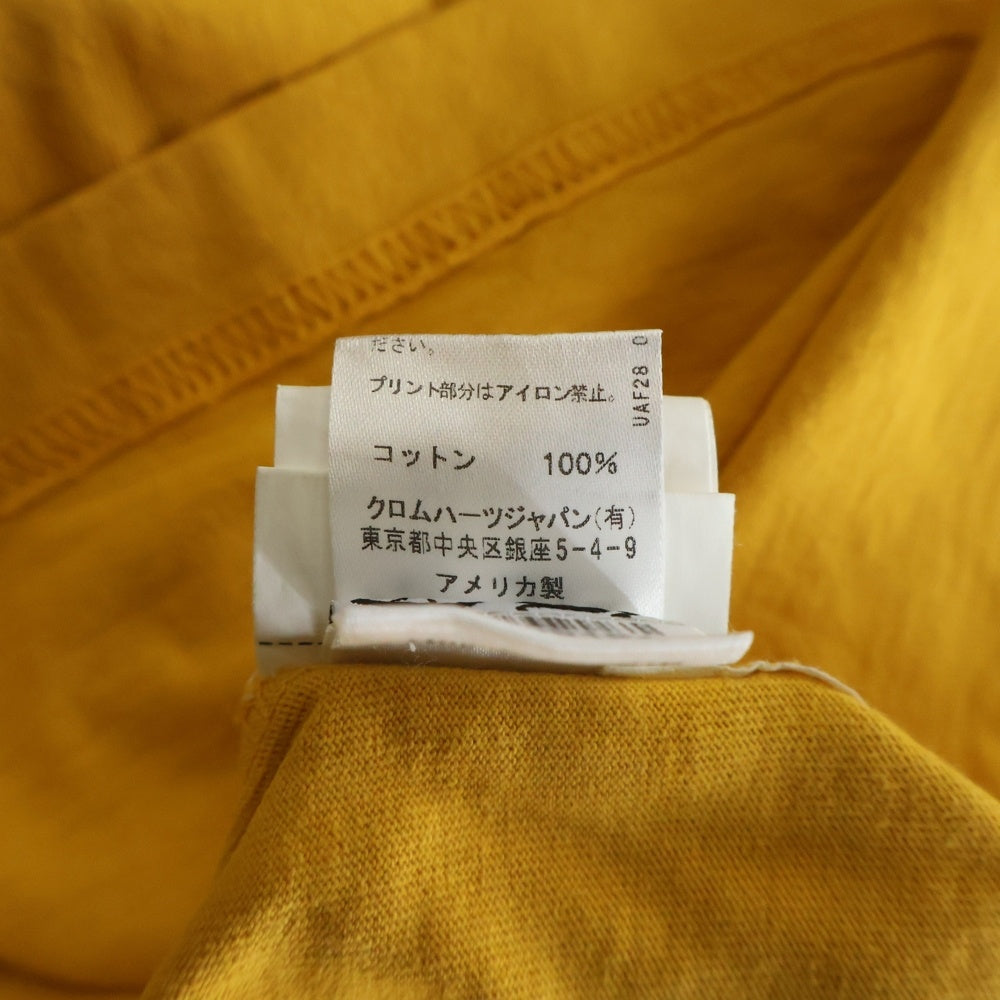 ださい。
プリント部分はアイロン禁止。
UAF28 0
コットン 100%
クロムハーツジャパン(有)
東京都中央区銀座5-4-9
アメリカ製